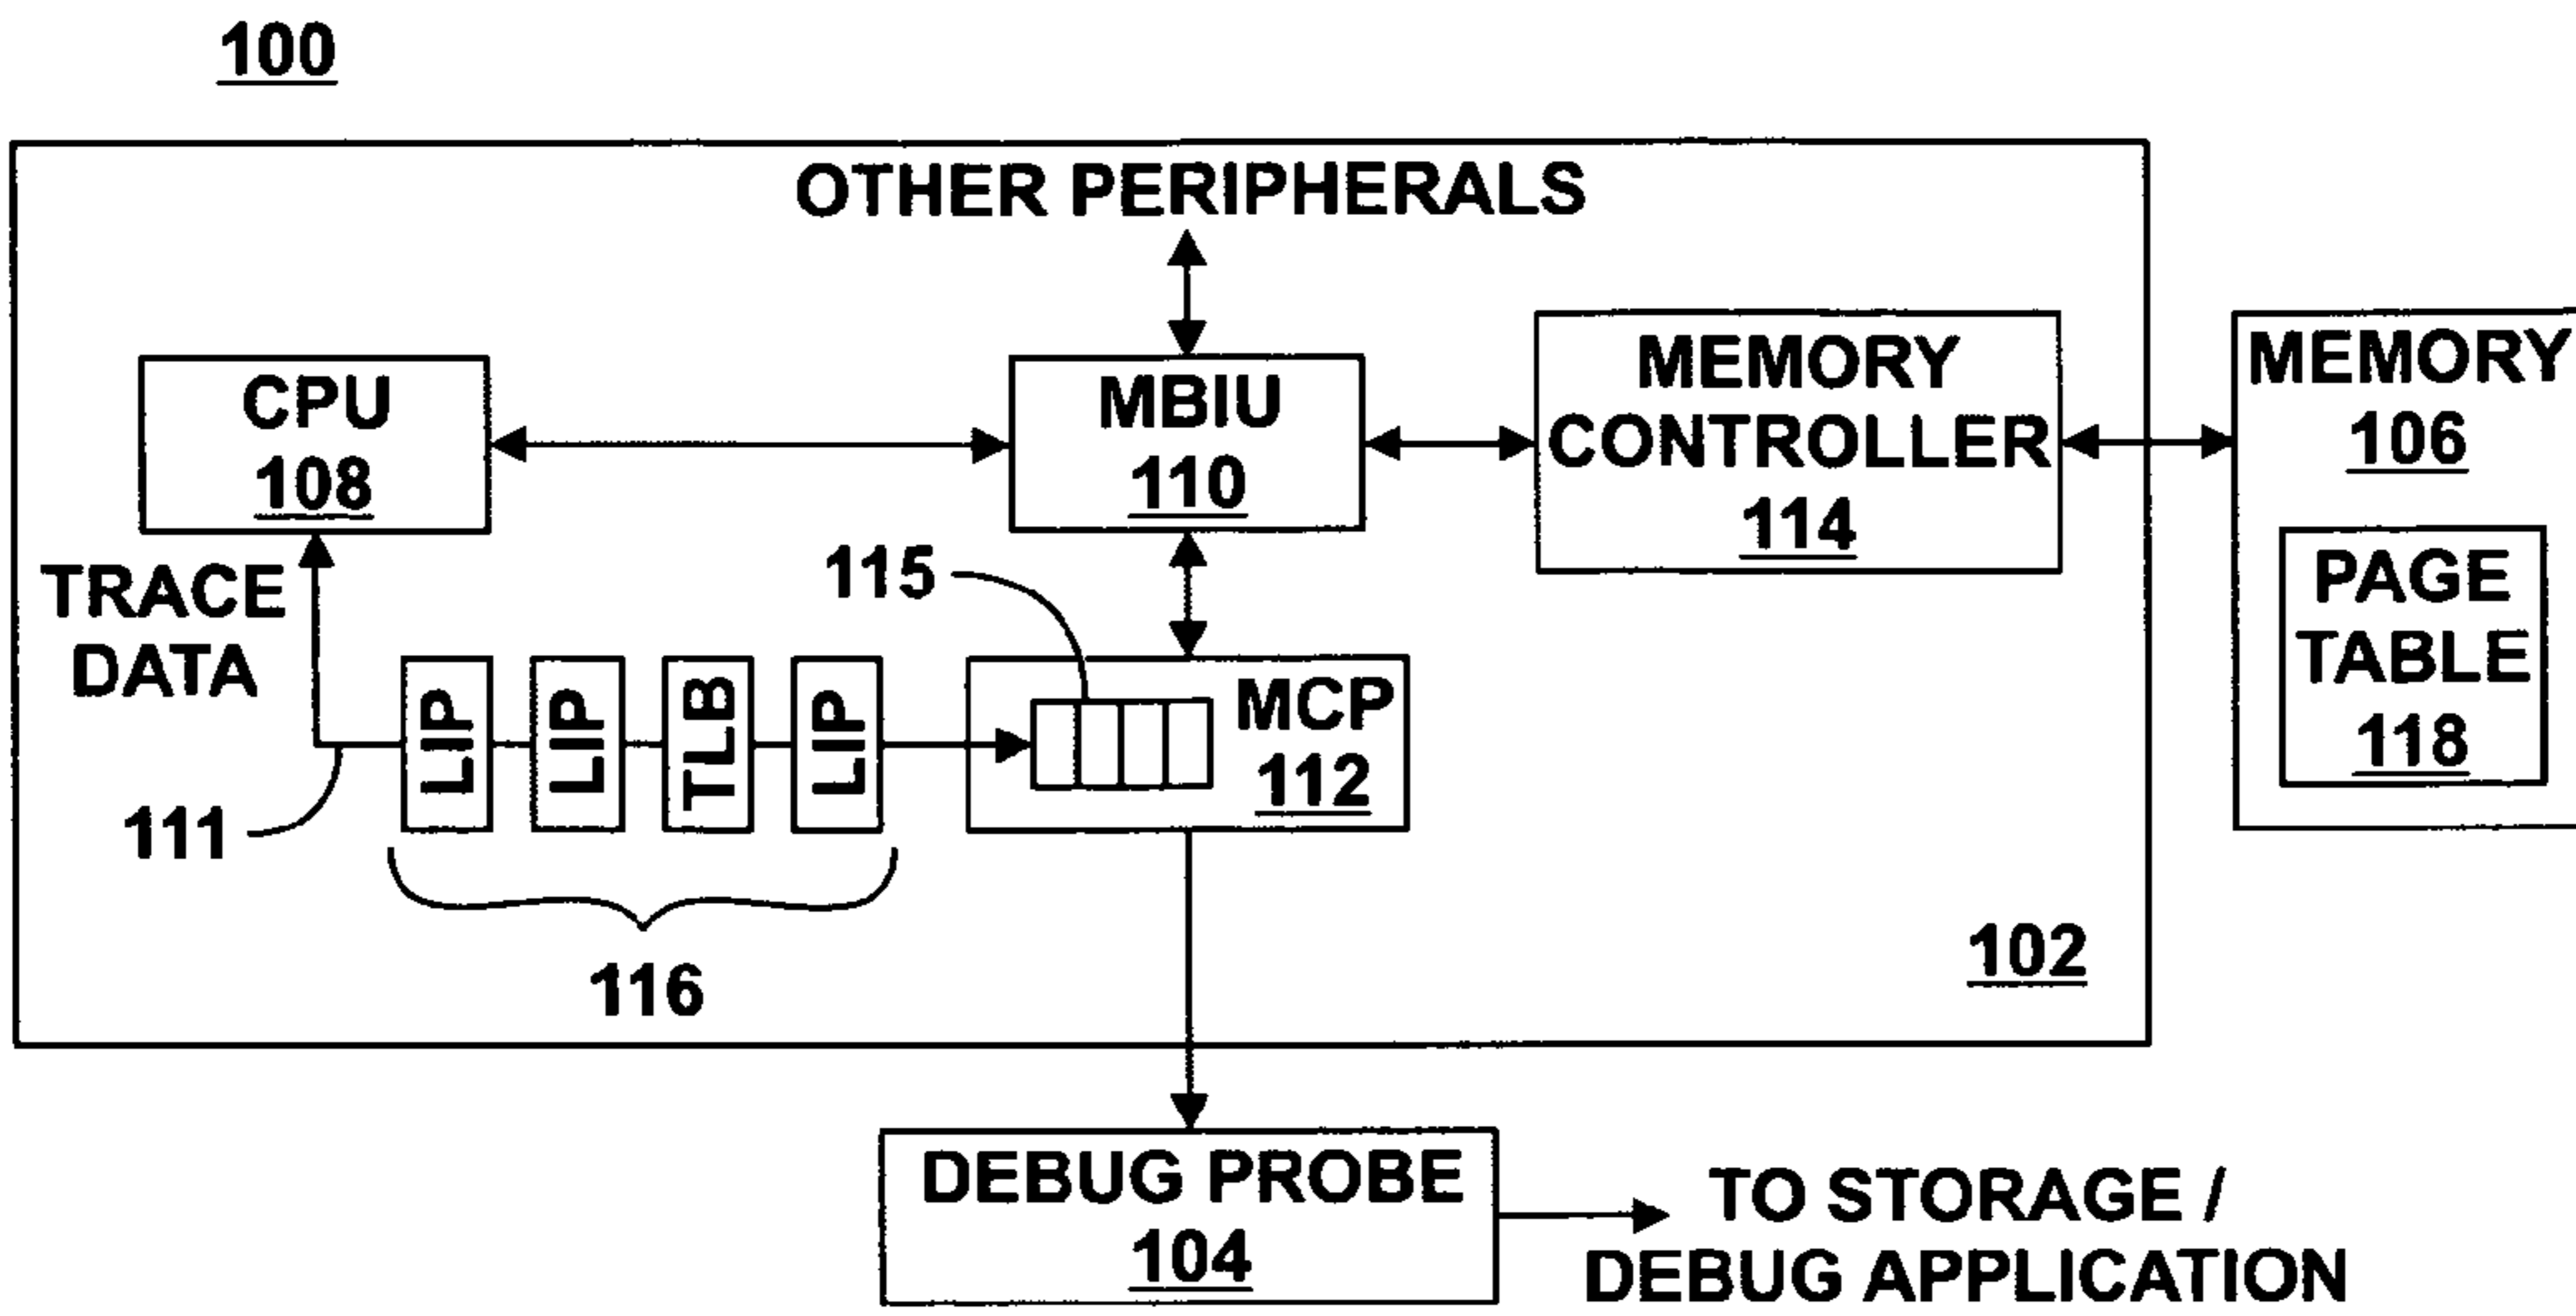 100
OTHER PERIPHERALS
CPU
108
MBIU
110
MEMORY
CONTROLLER
114
MEMORY
106
PAGE
TABLE
118
TRACE
DATA
115
111
LIP
LIP
TLB
LIP
MCP
112
116
102
DEBUG PROBE
104
TO STORAGE /
DEBUG APPLICATION